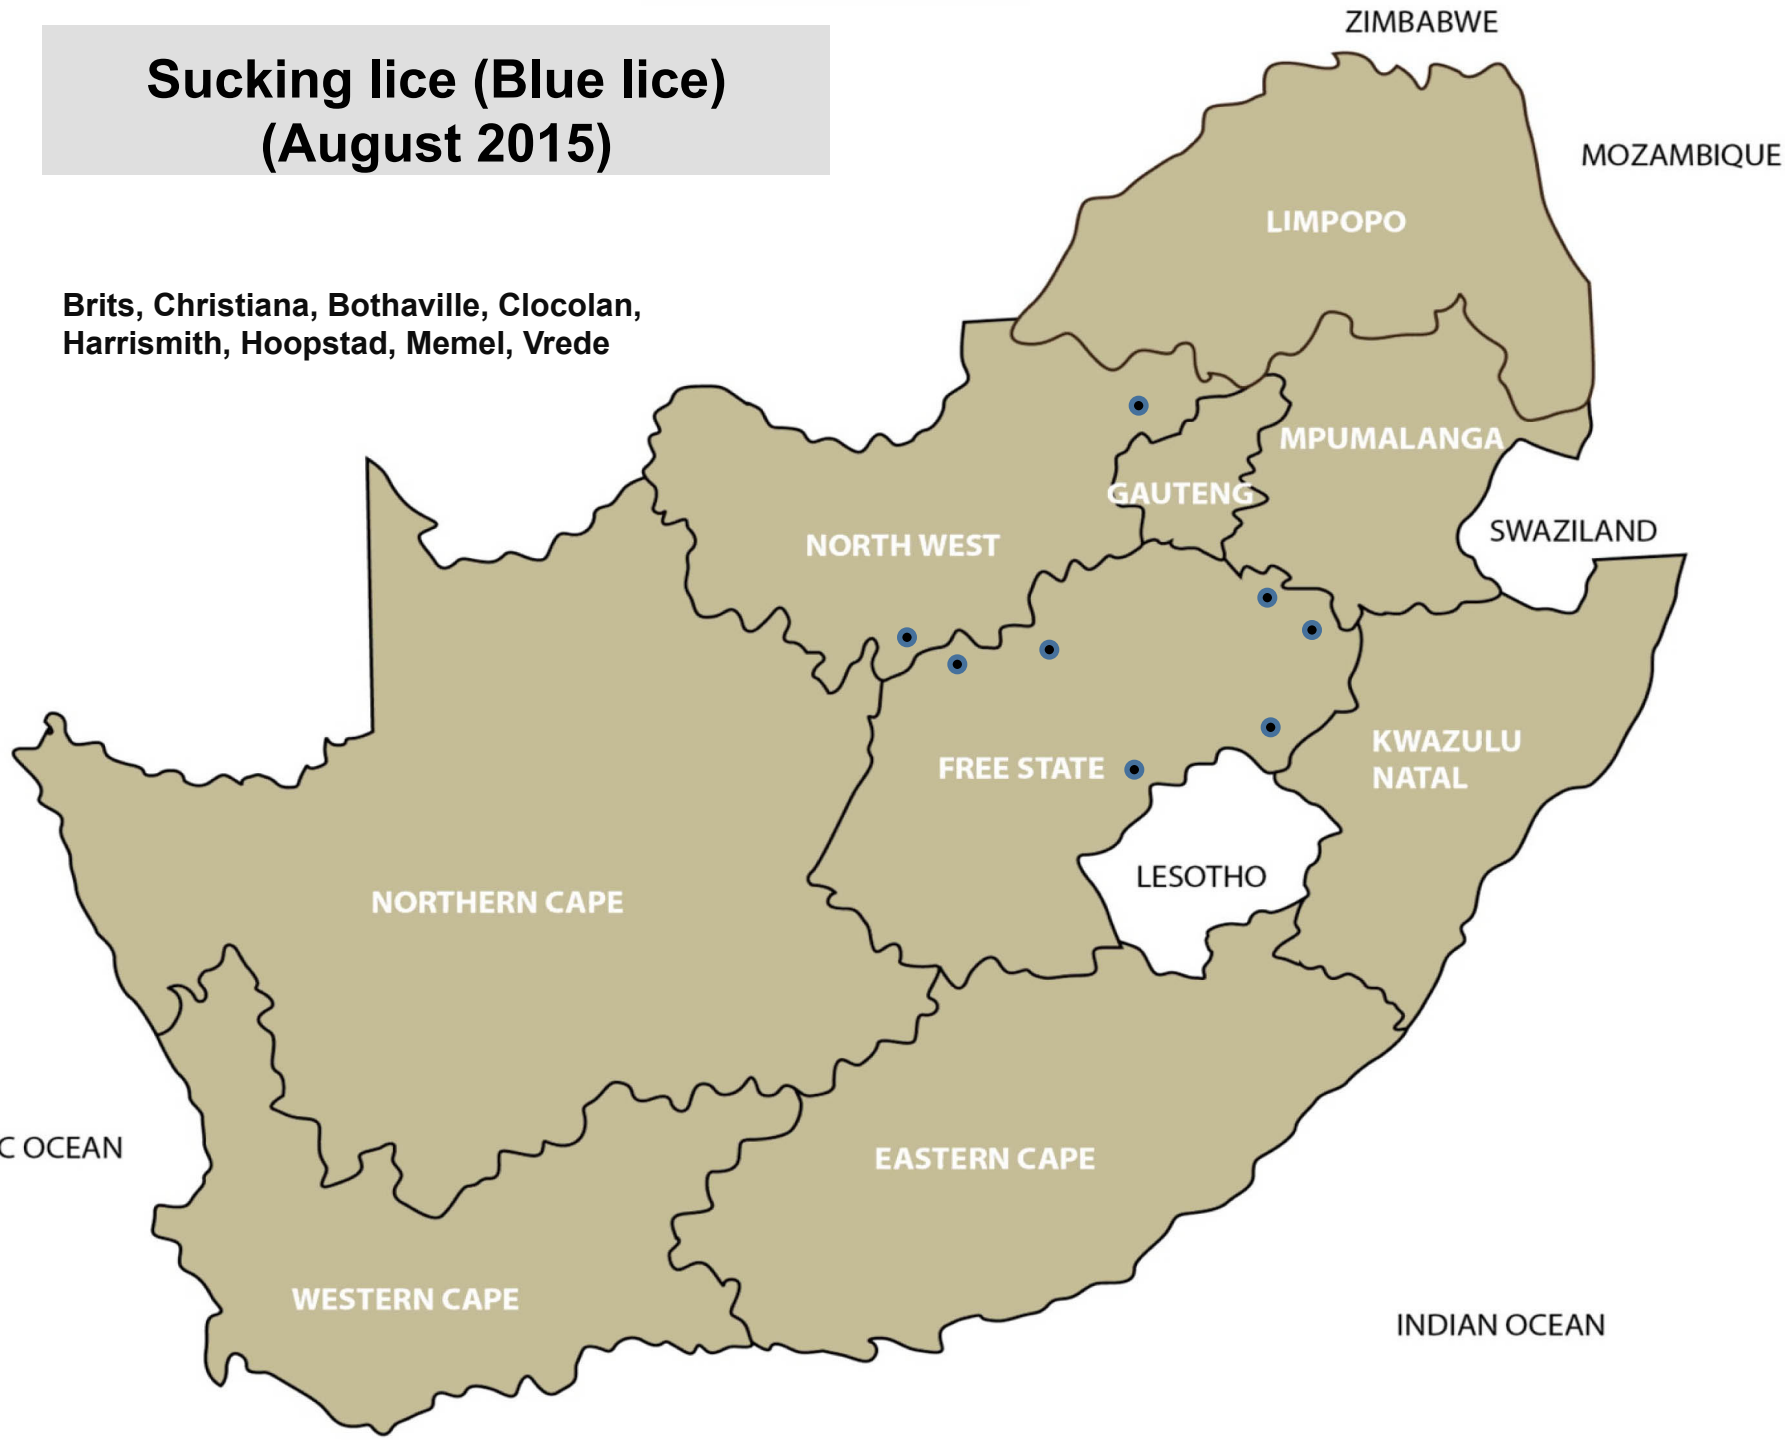 Sucking lice (Blue lice)
(August 2015)
Brits, Christiana, Bothaville, Clocolan,
Harrismith, Hoopstad, Memel, Vrede
ZIMBABWE
MOZAMBIQUE
LIMPOPO
MPUMALANGA
GAUTENG
NORTH WEST
SWAZILAND
KWAZULU
NATAL
FREE STATE
LESOTHO
NORTHERN CAPE
C OCEAN
EASTERN CAPE
WESTERN CAPE
INDIAN OCEAN